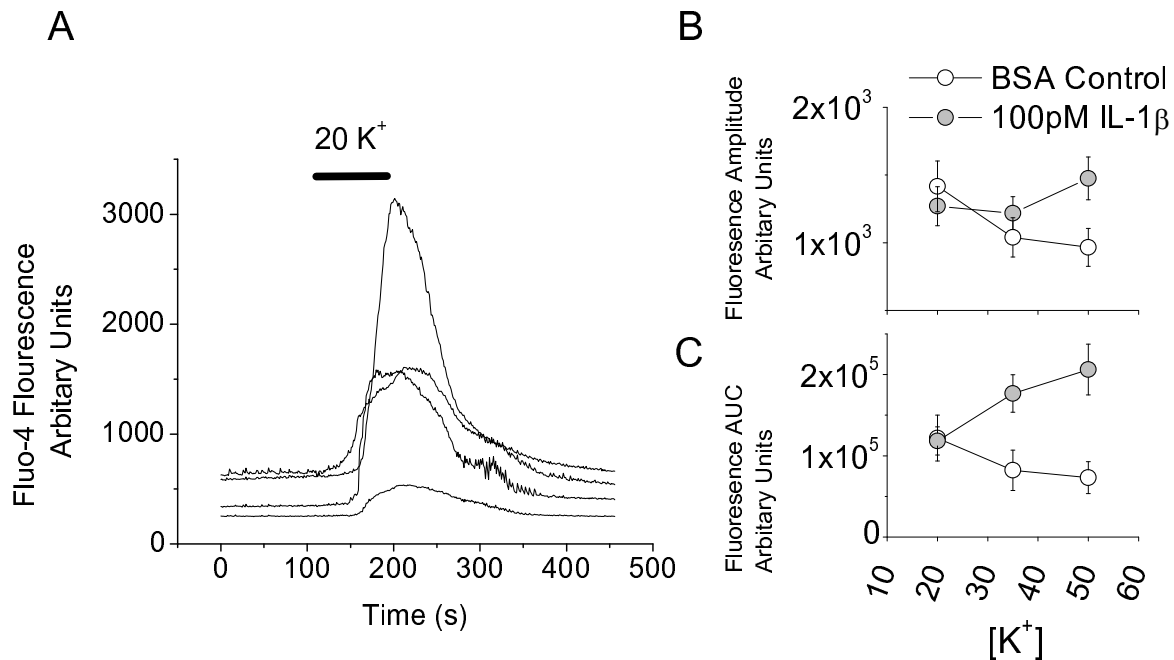 A
20 K⁺
Fluo-4 Flourescence
Arbitary Units
3000
2000
1000
0
0 100 200 300 400 500
Time (s)
B
BSA Control
100pM IL-1β
Fluoresence Amplitude
Arbitary Units
2x10³
1x10³
C
Fluoresence AUC
Arbitary Units
2x10⁵
1x10⁵
0
10 20 30 40 50 60
[K⁺]